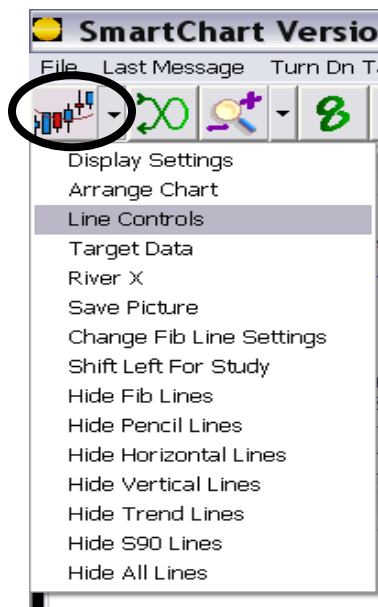 SmartChart Versio
File Last Message Turn Dn T
8
Display Settings
Arrange Chart
Line Controls
Target Data
River X
Save Picture
Change Fib Line Settings
Shift Left For Study
Hide Fib Lines
Hide Pencil Lines
Hide Horizontal Lines
Hide Vertical Lines
Hide Trend Lines
Hide S90 Lines
Hide All Lines